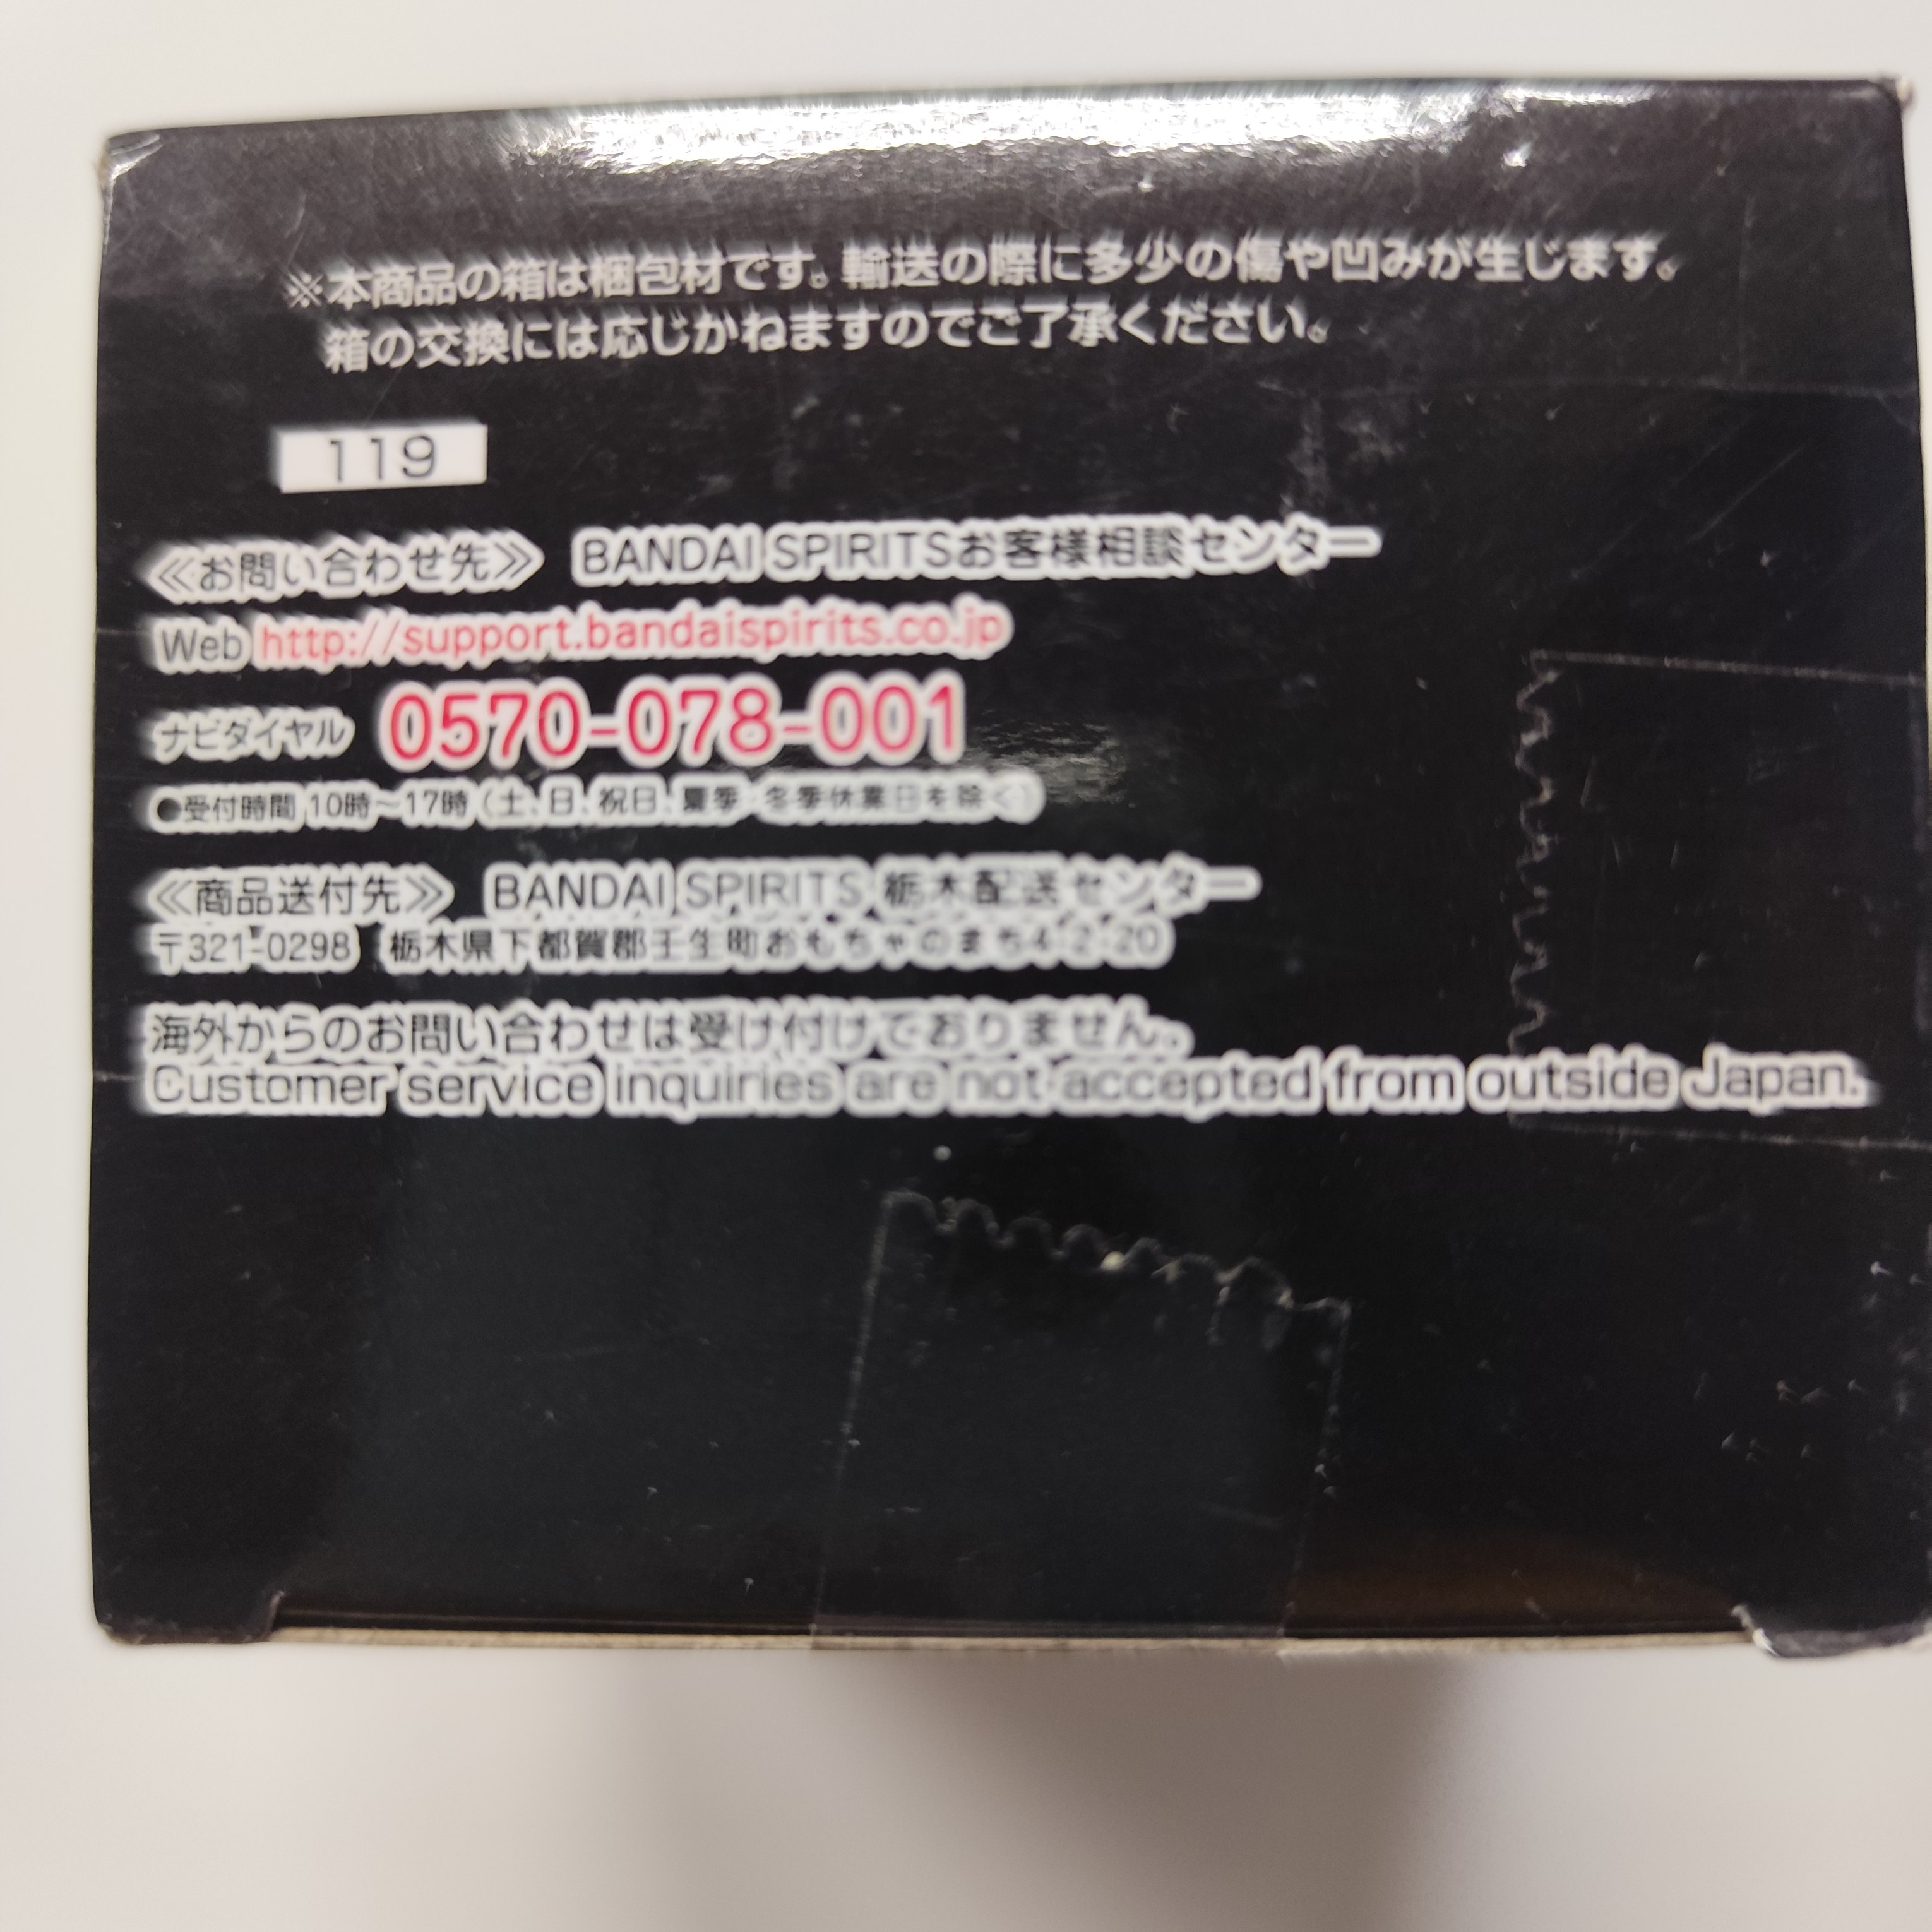 ※本商品の箱は梱包材です。輸送の際に多少の傷や凹みが生じます。
箱の交換には応じかねますのでご了承ください。
119
≪お問い合わせ先≫ BANDAI SPIRITSお客様相談センター
Web http://support.bandaispirits.co.jp
ナビダイヤル 0570-078-001
●受付時間 10時～17時（土、日、祝日、夏季・冬季休業日を除く）
≪商品送付先≫ BANDAI SPIRITS 栃木配送センター
〒321-0298 栃木県下都賀郡壬生町おもちゃのまち4-2-20
海外からのお問い合わせは受け付けておりません。
Customer service inquiries are not accepted from outside Japan.